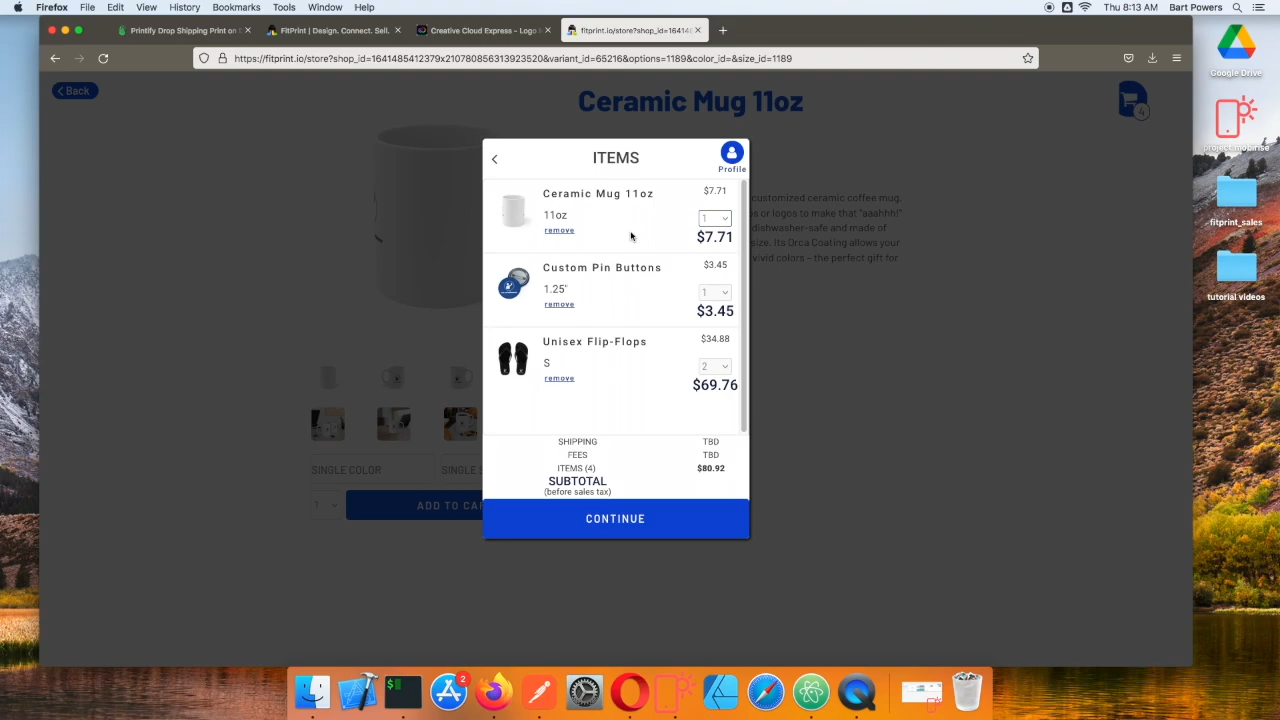 Firefox File Edit View History Bookmarks Tools Window Help Thu 8:13 AM Bart Powers
Printify Drop Shipping Print on
FitPrint | Design. Connect. Sell.
Creative Cloud Express - Logo
fitprint.io/store?shop_id=16414
https://fitprint.io/store?shop_id=1641485412379x210780856313923520&variant_id=65216&options=1189&color_id=&size_id=1189
Back
Ceramic Mug 11oz
4
customized ceramic coffee mug.
s or logos to make that "aaahhh!"
dishwasher-safe and made of
size. Its Orca Coating allows your
vivid colors – the perfect gift for
SINGLE COLOR
SINGLE
1
ADD TO CA
ITEMS
Profile
Ceramic Mug 11oz $7.71
11oz 1
remove $7.71
Custom Pin Buttons $3.45
1.25" 1
remove $3.45
Unisex Flip-Flops $34.88
S 2
remove $69.76
SHIPPING TBD
FEES TBD
ITEMS (4) $80.92
SUBTOTAL
(before sales tax)
CONTINUE
Google Drive
project mobirise
fitprint_sales
tutorial videos
2